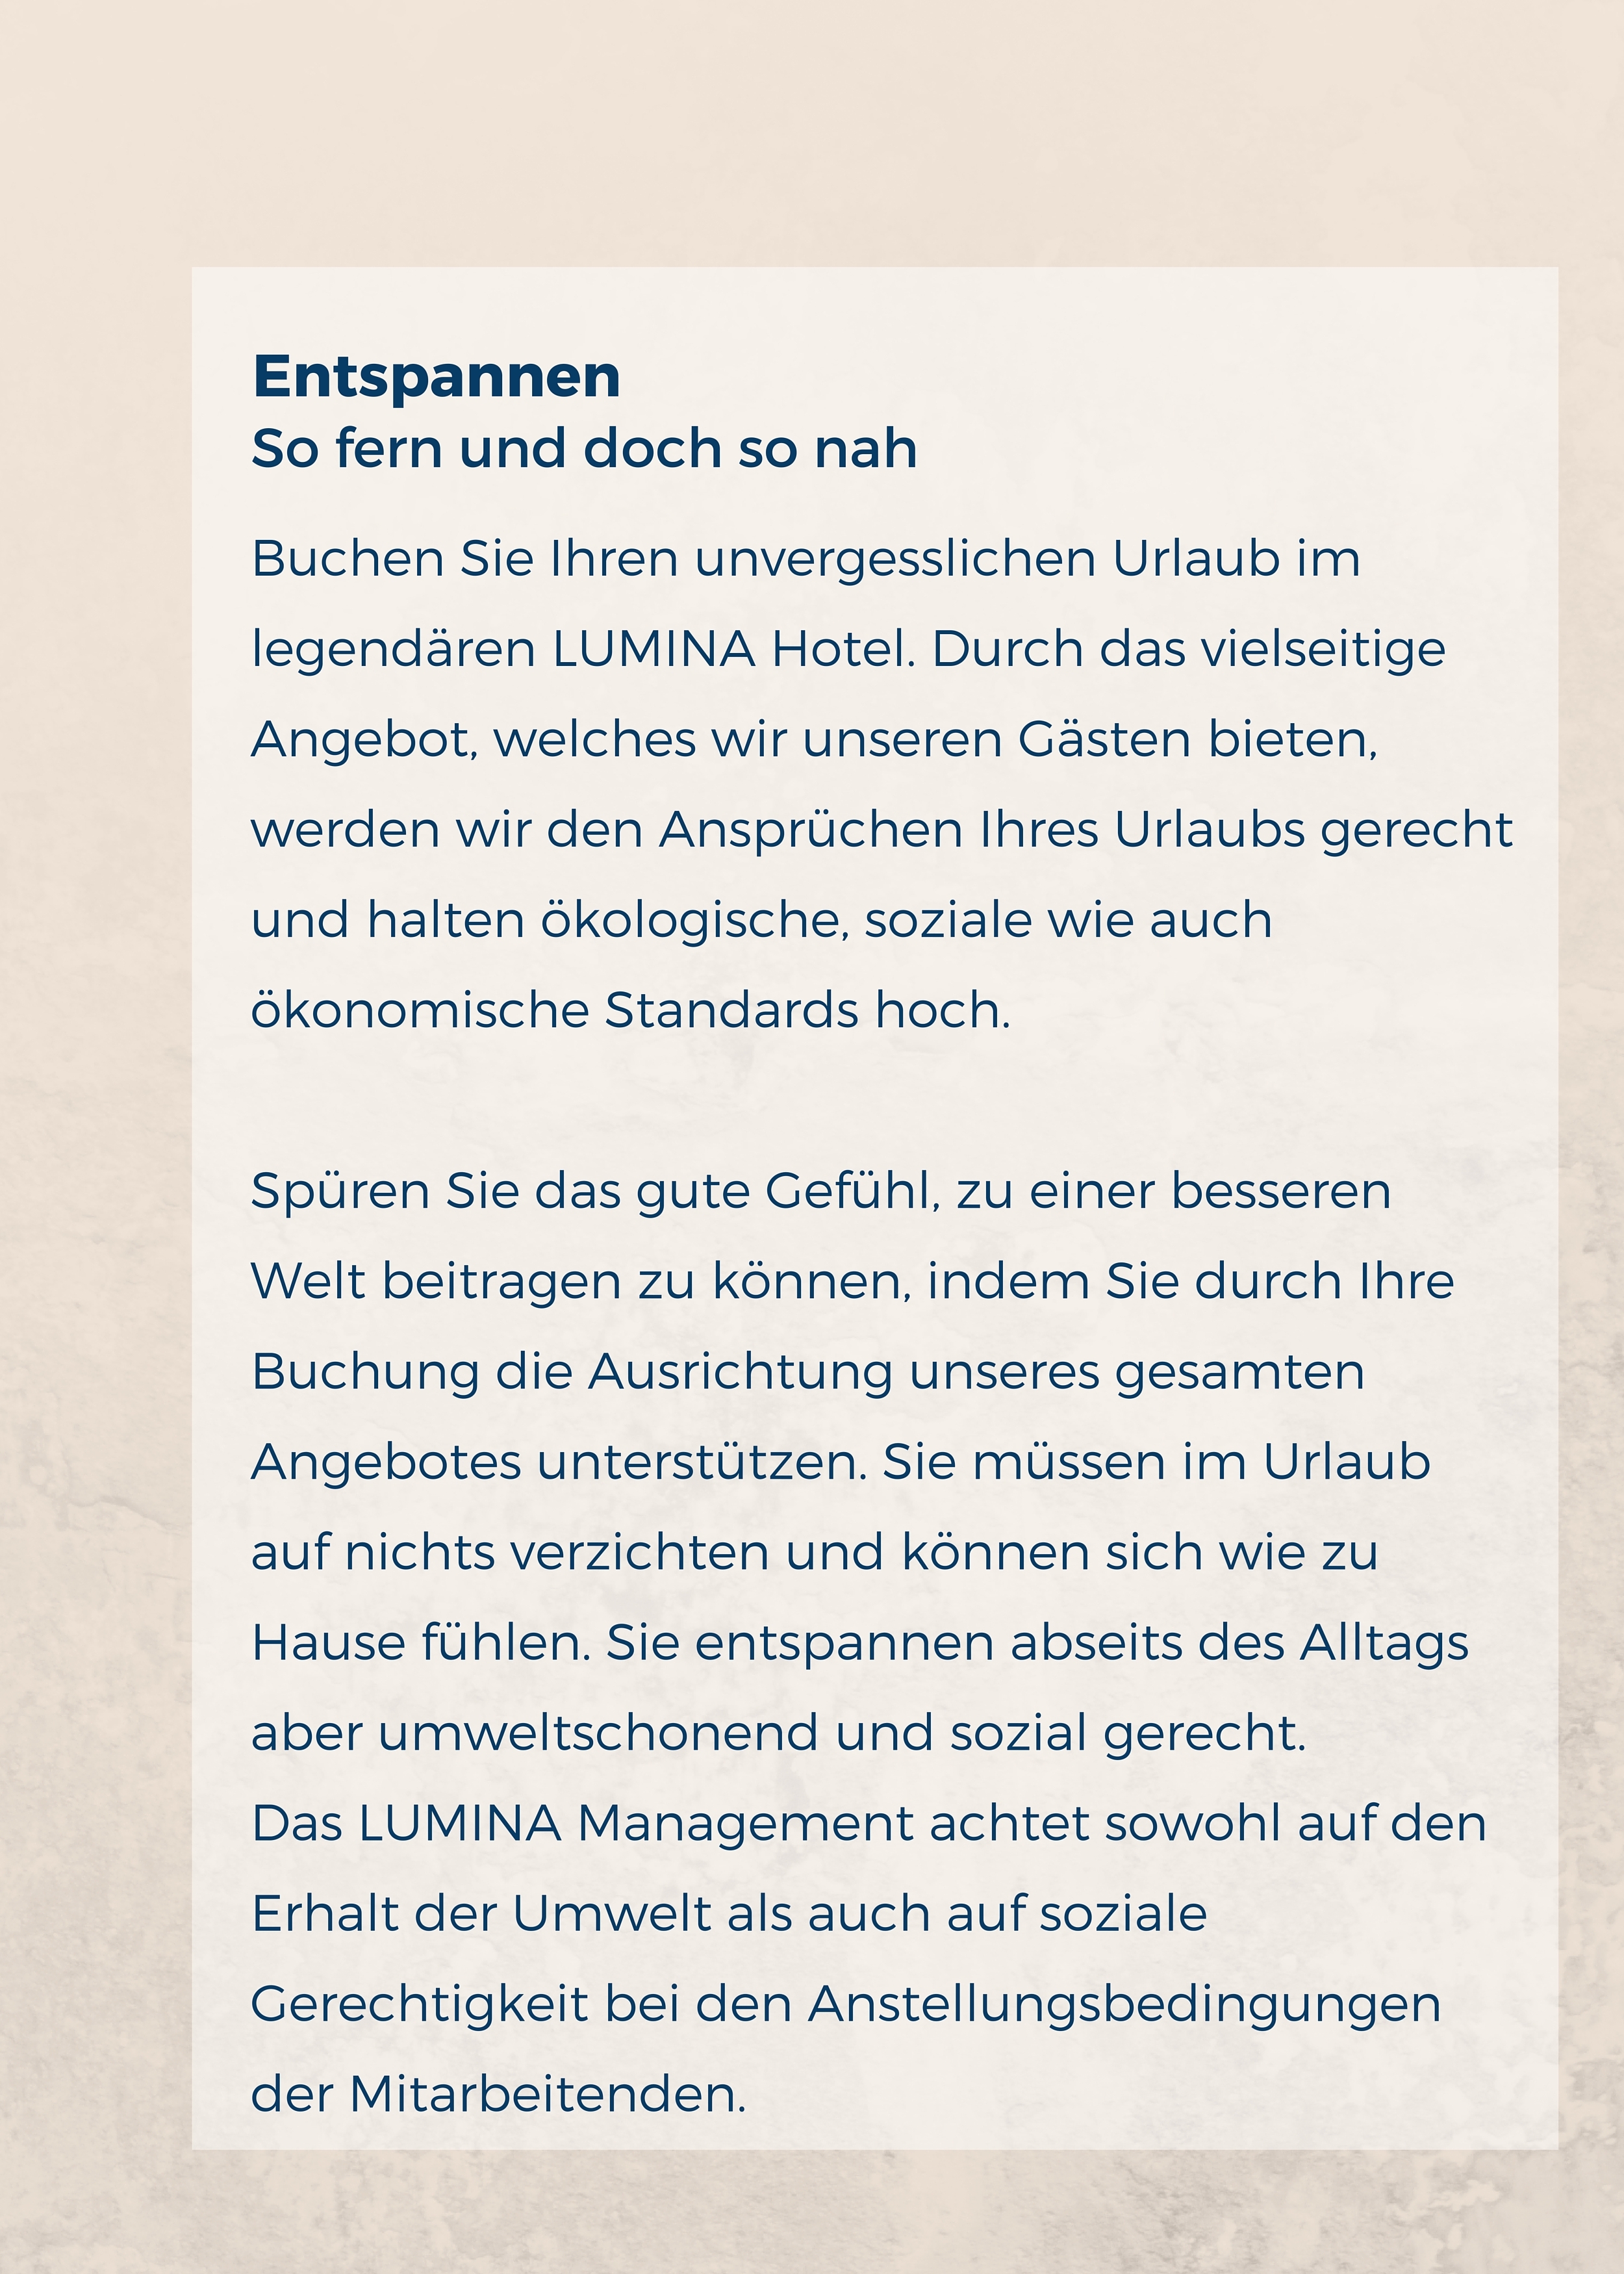 Entspannen
So fern und doch so nah
Buchen Sie Ihren unvergesslichen Urlaub im
legendären LUMINA Hotel. Durch das vielseitige
Angebot, welches wir unseren Gästen bieten,
werden wir den Ansprüchen Ihres Urlaubs gerecht
und halten ökologische, soziale wie auch
ökonomische Standards hoch.
Spüren Sie das gute Gefühl, zu einer besseren
Welt beitragen zu können, indem Sie durch Ihre
Buchung die Ausrichtung unseres gesamten
Angebotes unterstützen. Sie müssen im Urlaub
auf nichts verzichten und können sich wie zu
Hause fühlen. Sie entspannen abseits des Alltags
aber umweltschonend und sozial gerecht.
Das LUMINA Management achtet sowohl auf den
Erhalt der Umwelt als auch auf soziale
Gerechtigkeit bei den Anstellungsbedingungen
der Mitarbeitenden.